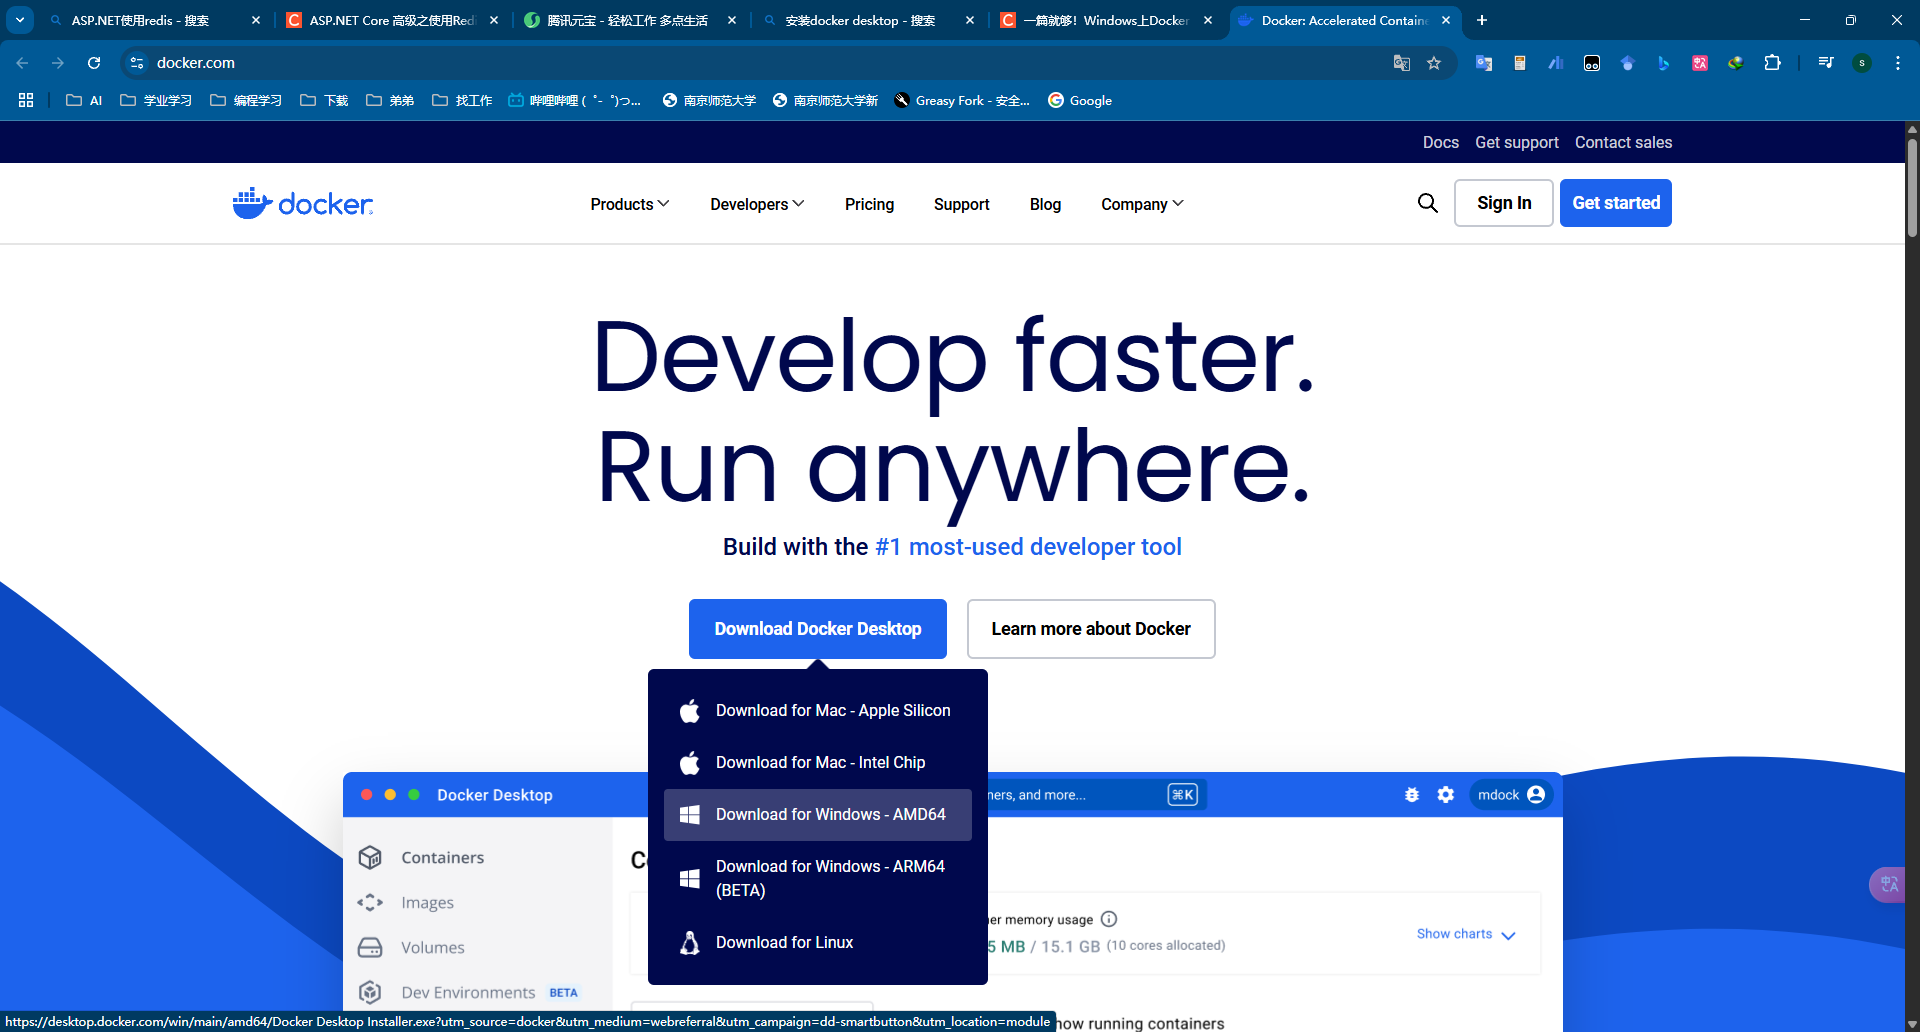 ASP.NET使用redis - 搜索
ASP.NET Core 高级之使用Redi
腾讯元宝 - 轻松工作 多点生活
安装docker desktop - 搜索
一篇就够！Windows上Docker
Docker: Accelerated Containe
docker.com
S
AI
学业学习
编程学习
下载
弟弟
找工作
哔哩哔哩 (゜-゜)つ...
南京师范大学
南京师范大学新
Greasy Fork - 安全...
Google
Docs
Get support
Contact sales
docker
Products
Developers
Pricing
Support
Blog
Company
Sign In
Get started
Develop faster.
Run anywhere.
Build with the #1 most-used developer tool
Download Docker Desktop
Learn more about Docker
Download for Mac - Apple Silicon
Download for Mac - Intel Chip
Download for Windows - AMD64
Download for Windows - ARM64
(BETA)
Download for Linux
Docker Desktop
ners, and more...
⌘K
mdock
Containers
Images
Volumes
Dev Environments BETA
er memory usage
5 MB / 15.1 GB (10 cores allocated)
Show charts
how running containers
https://desktop.docker.com/win/main/amd64/Docker Desktop Installer.exe?utm_source=docker&utm_medium=webreferral&utm_campaign=dd-smartbutton&utm_location=module